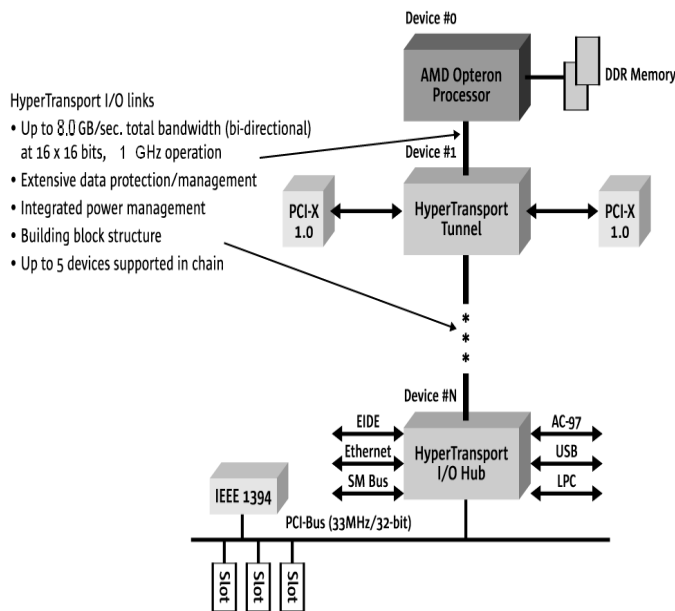 Device #0
AMD Opteron
Processor
DDR Memory
HyperTransport I/O links
• Up to 8.0 GB/sec. total bandwidth (bi-directional)
at 16 x 16 bits, 1 GHz operation
• Extensive data protection/management
• Integrated power management
• Building block structure
• Up to 5 devices supported in chain
Device #1
PCI-X
1.0
HyperTransport
Tunnel
PCI-X
1.0
*
*
*
Device #N
EIDE
Ethernet
SM Bus
HyperTransport
I/O Hub
AC-97
USB
LPC
IEEE 1394
PCI-Bus (33MHz/32-bit)
Slot
Slot
Slot